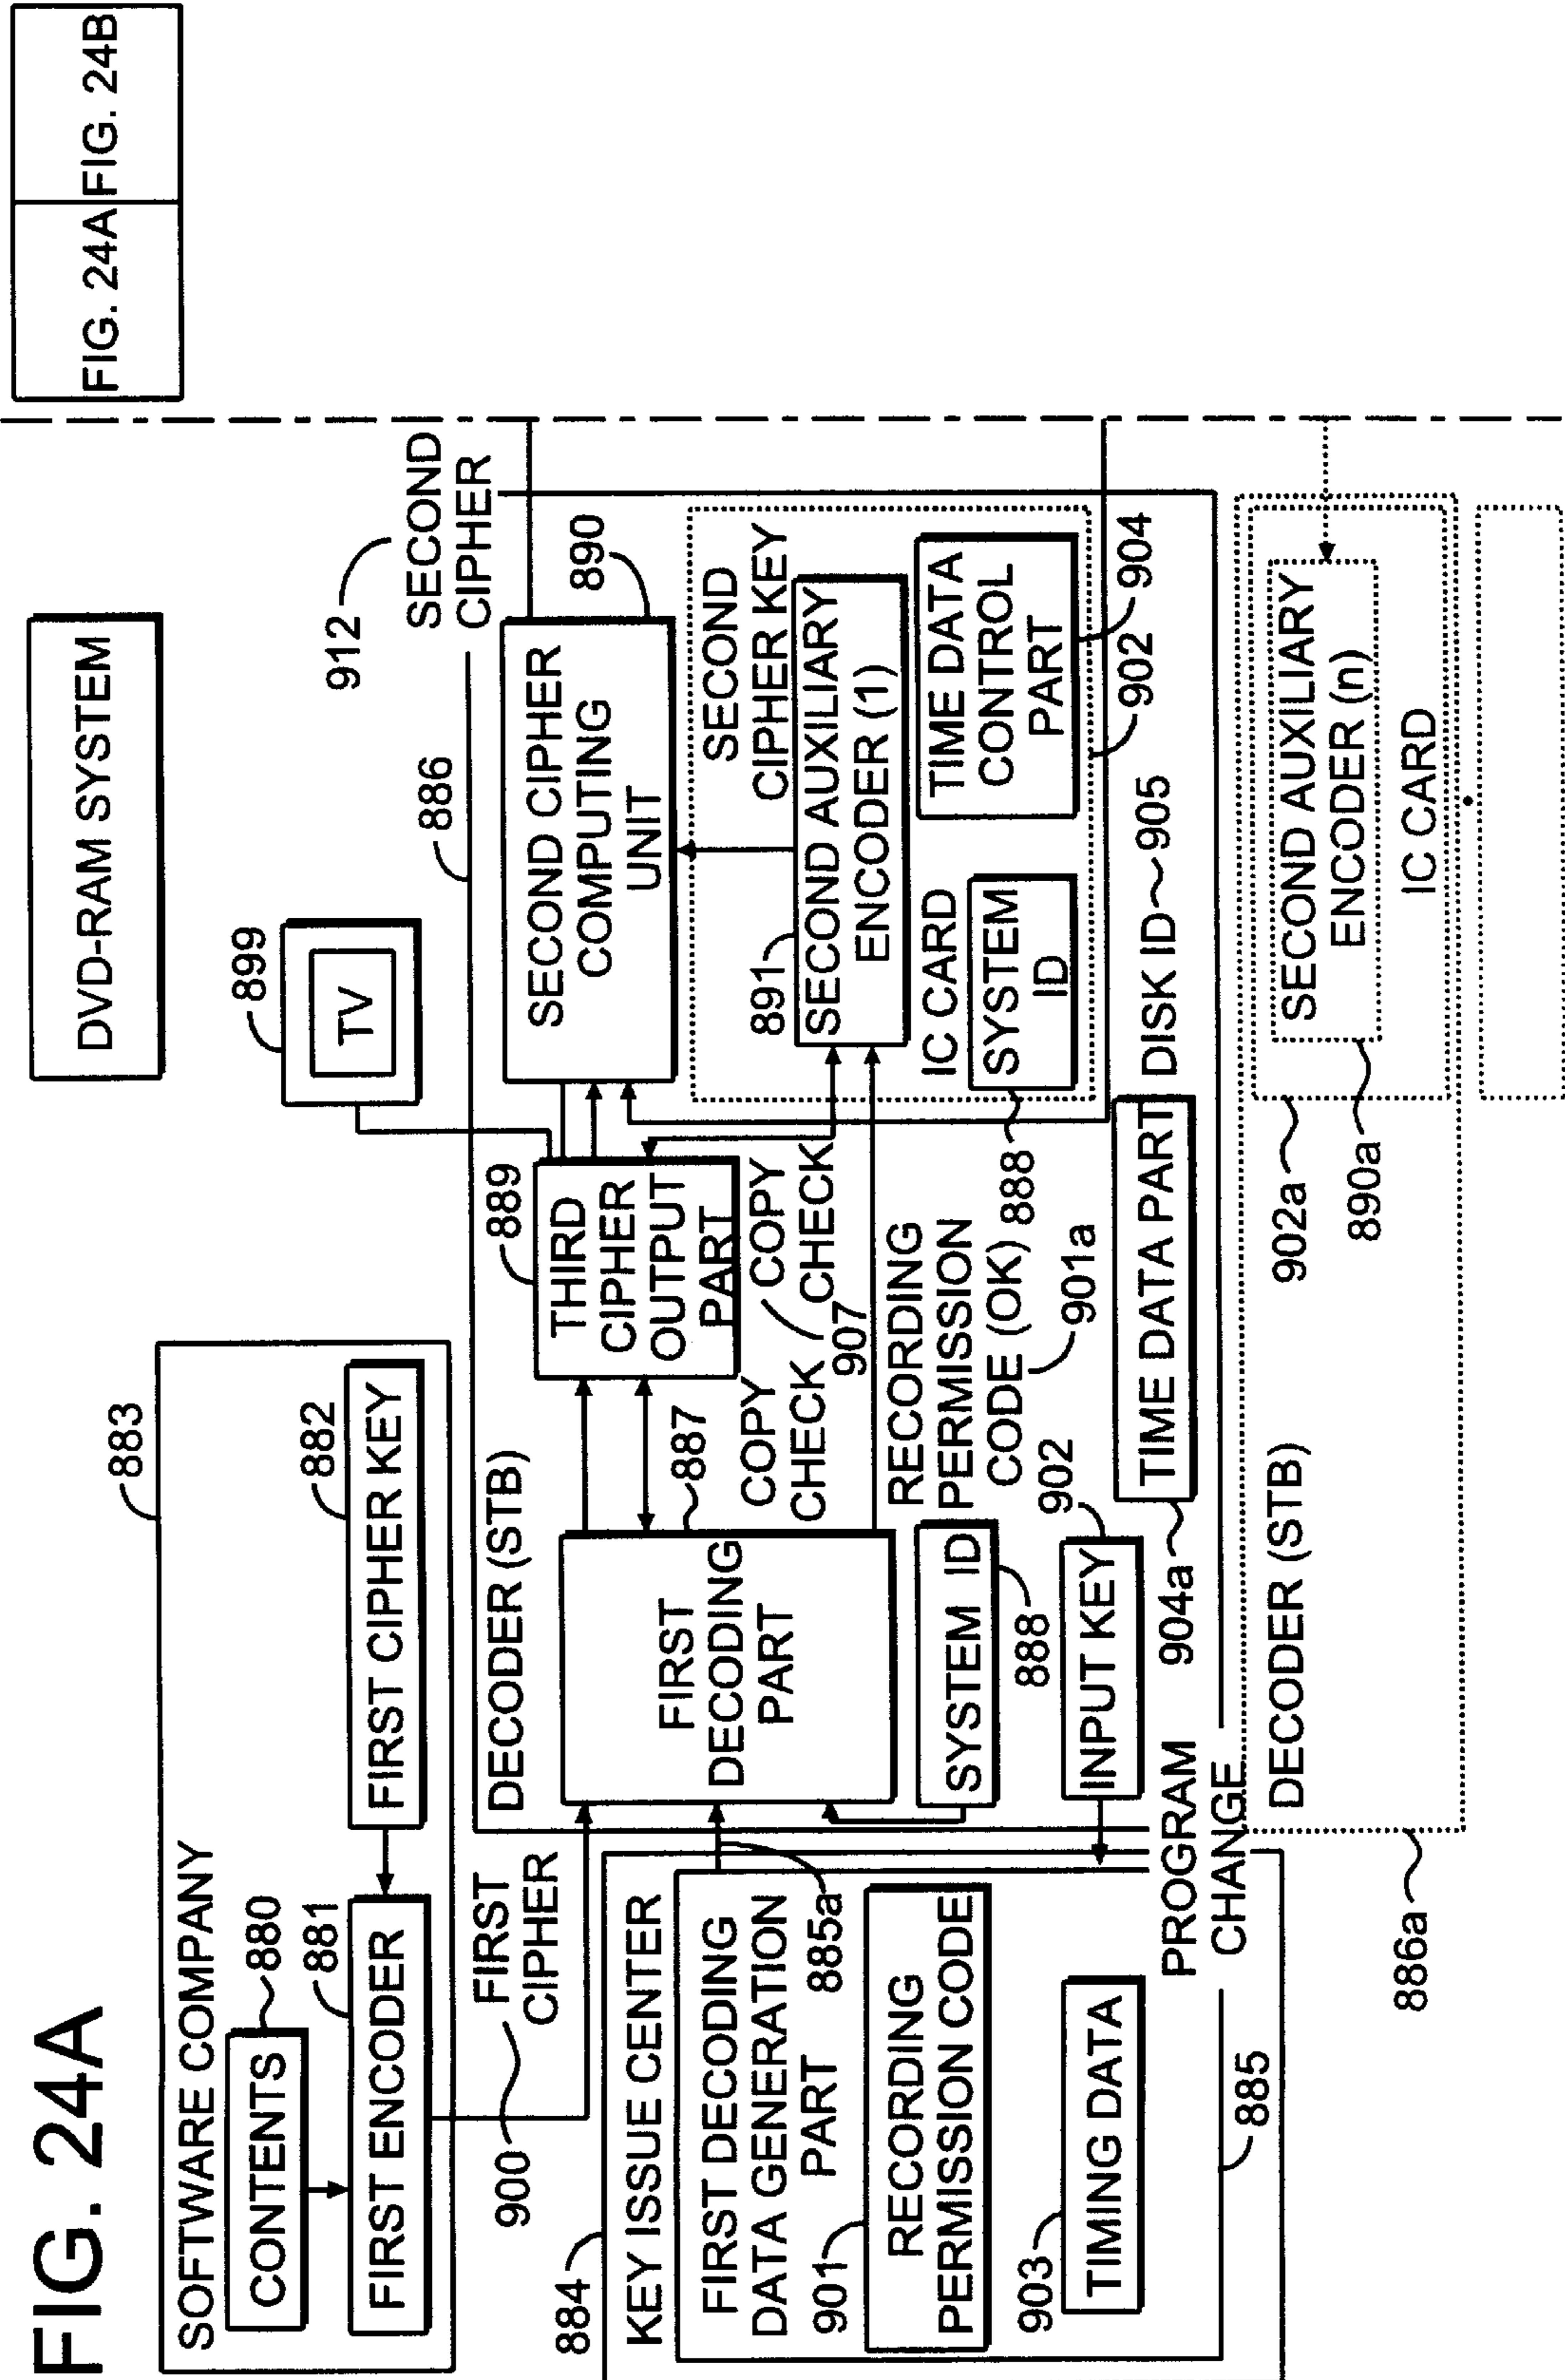 FIG. 24A
DVD-RAM SYSTEM
FIG. 24A
FIG. 24B
883
SOFTWARE COMPANY
CONTENTS
880
FIRST ENCODER
881
FIRST CIPHER KEY
882
899
TV
912
SECOND
CIPHER
886
FIRST
CIPHER
900
DECODER (STB)
FIRST
DECODING
PART
887
THIRD
CIPHER
OUTPUT
PART
889
SECOND CIPHER
COMPUTING
UNIT
890
COPY
CHECK
COPY
CHECK
907
SECOND
CIPHER KEY
891
SECOND AUXILIARY
ENCODER (1)
IC CARD
SYSTEM
ID
888
TIME DATA
CONTROL
PART
904
902
RECORDING
PERMISSION
CODE (OK)
901a
SYSTEM ID
888
INPUT KEY
902
TIME DATA PART
904a
DISK ID
905
884
KEY ISSUE CENTER
FIRST DECODING
DATA GENERATION
PART
885a
901
RECORDING
PERMISSION CODE
903
TIMING DATA
885
PROGRAM
CHANGE
886a
DECODER (STB)
902a
890a
SECOND AUXILIARY
ENCODER (n)
IC CARD